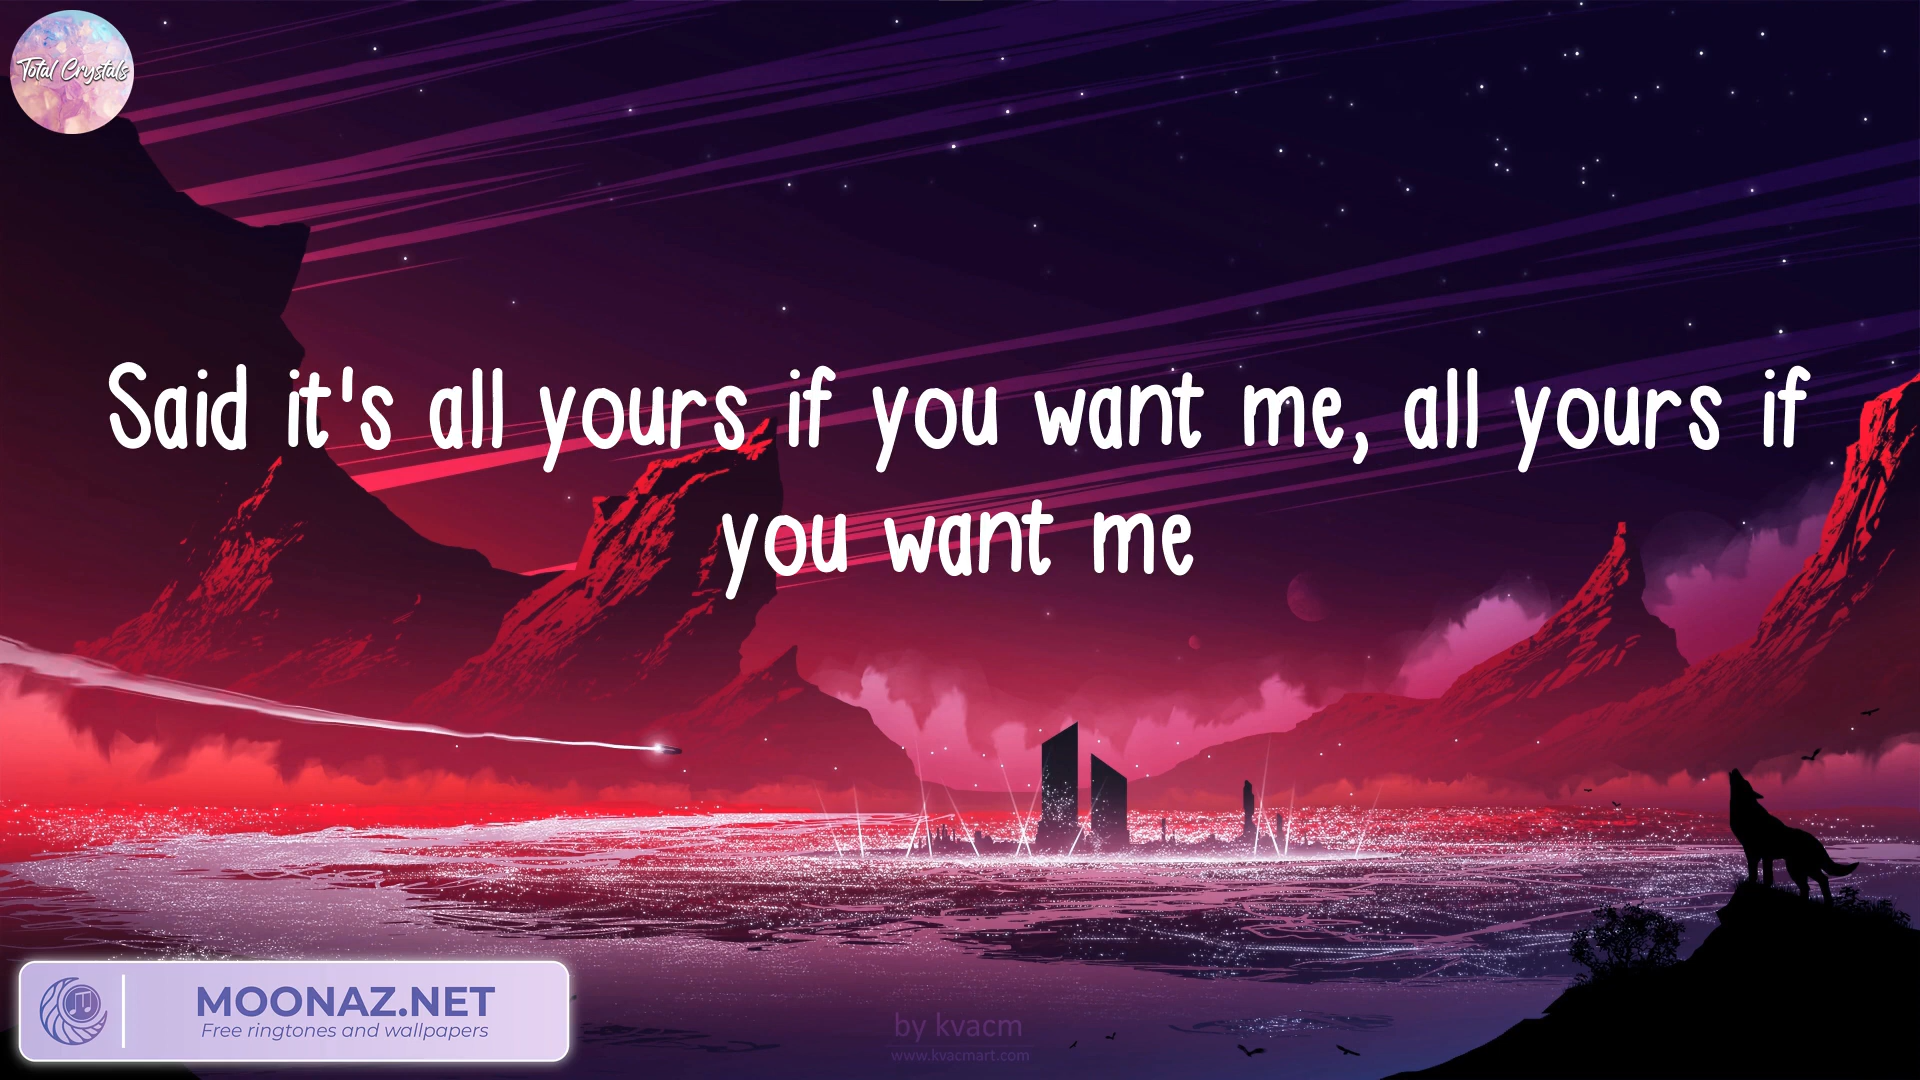 Total Crystals
Said it's all yours if you want me, all yours if
you want me
MOONAZ.NET
Free ringtones and wallpapers
by kvacm
www.kvacmart.com